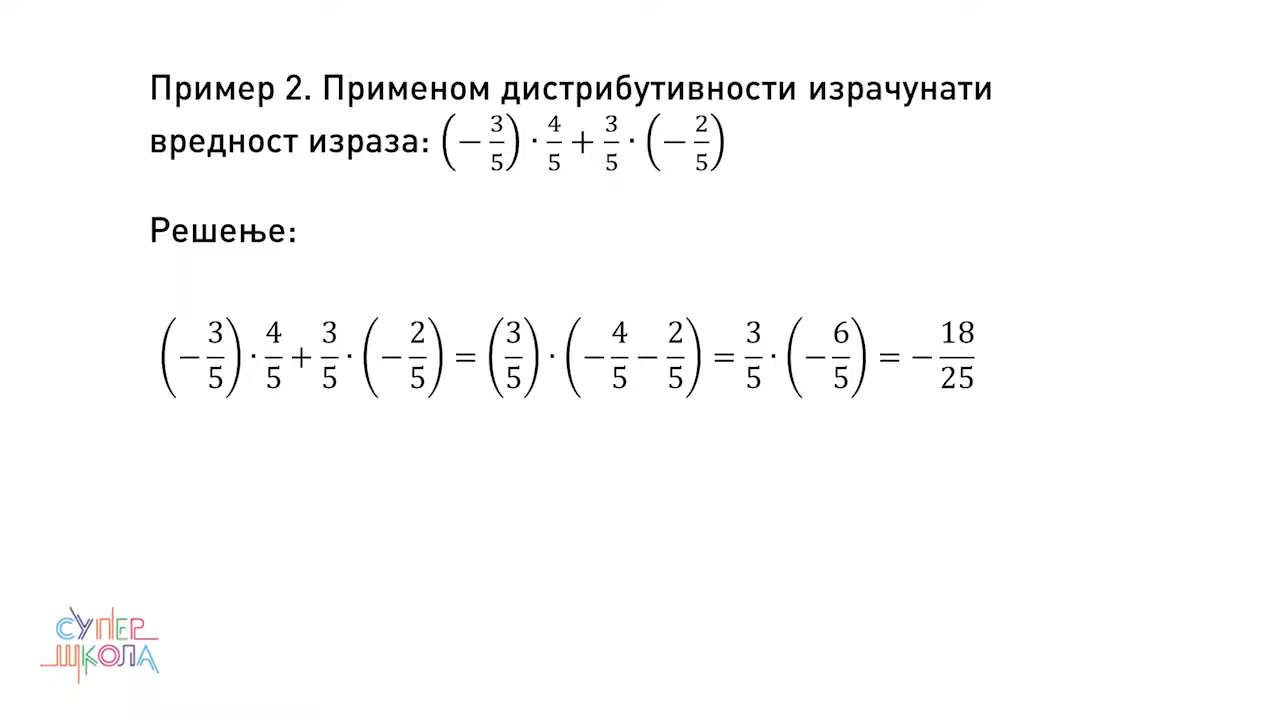 Пример 2. Применом дистрибутивности израчунати
вредност израза: (−3/5) · 4/5 + 3/5 · (−2/5)
Решење:
(−3/5) · 4/5 + 3/5 · (−2/5) = (3/5) · (−4/5 − 2/5) = 3/5 · (−6/5) = −18/25
СУПЕР
ШКОЛА